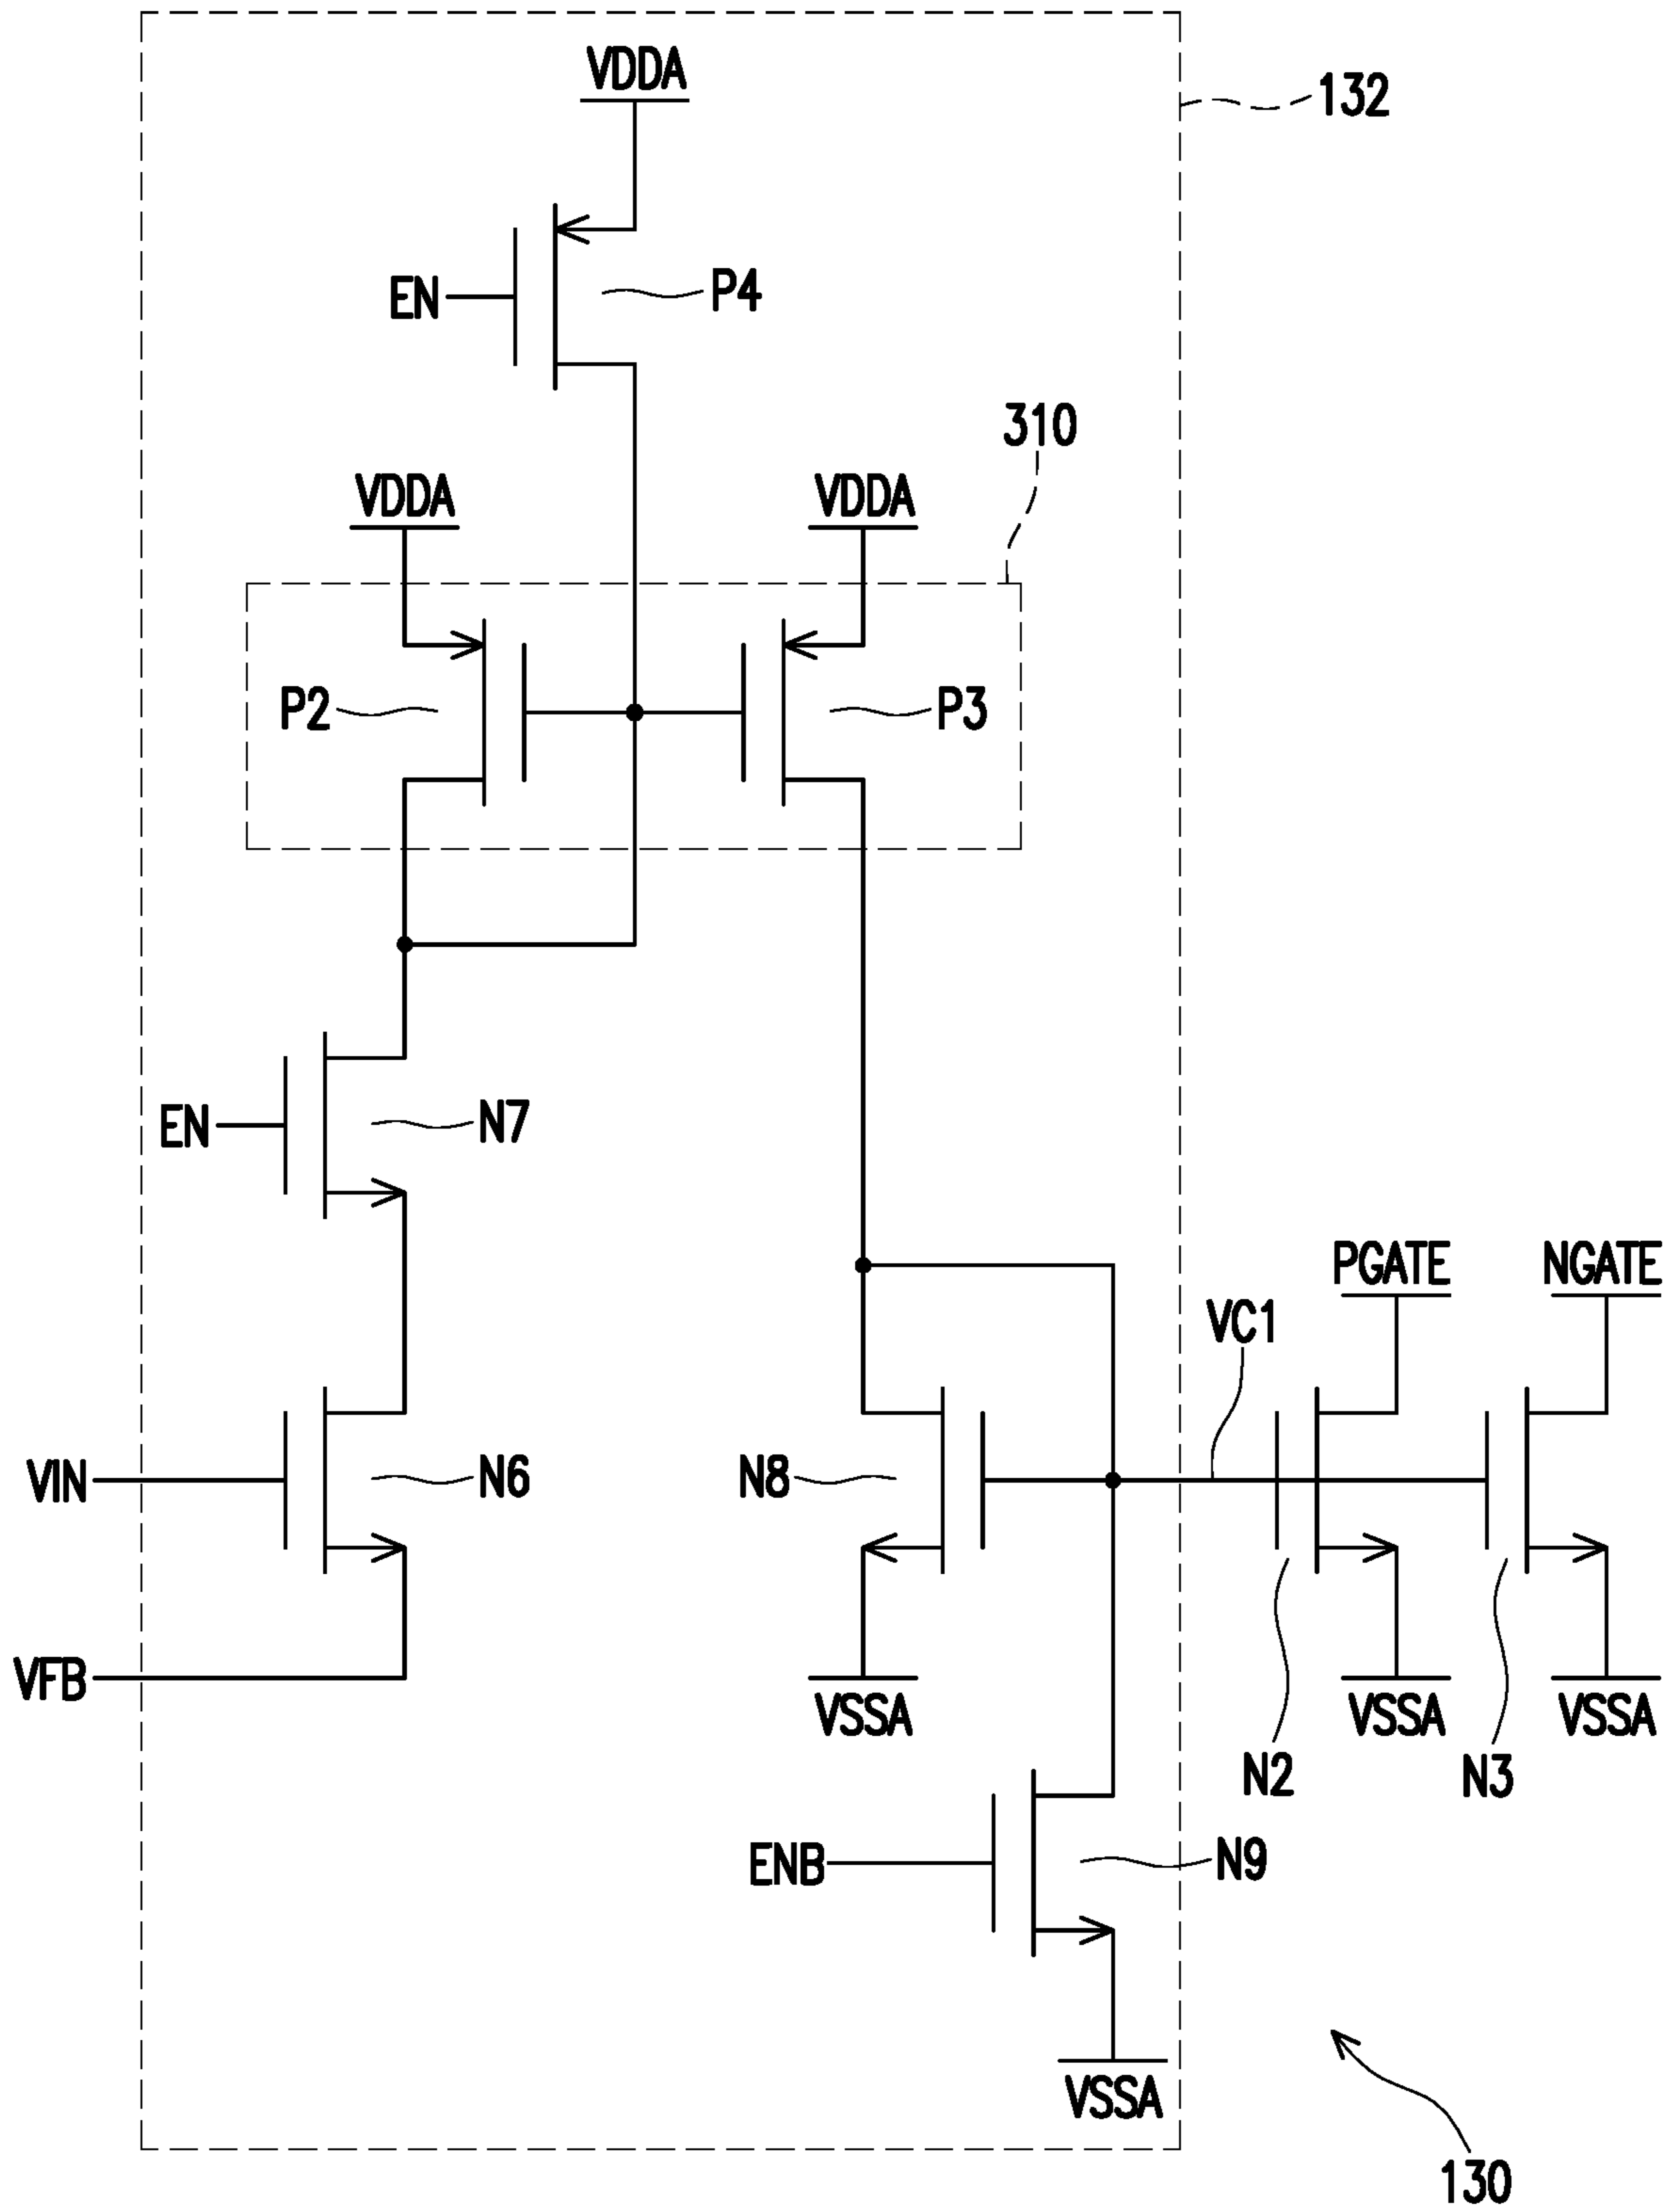 VDDA
132
EN
P4
310
VDDA
VDDA
P2
P3
EN
N7
PGATE
NGATE
VC1
VIN
N6
N8
VFB
VSSA
VSSA
VSSA
N2
N3
ENB
N9
VSSA
130